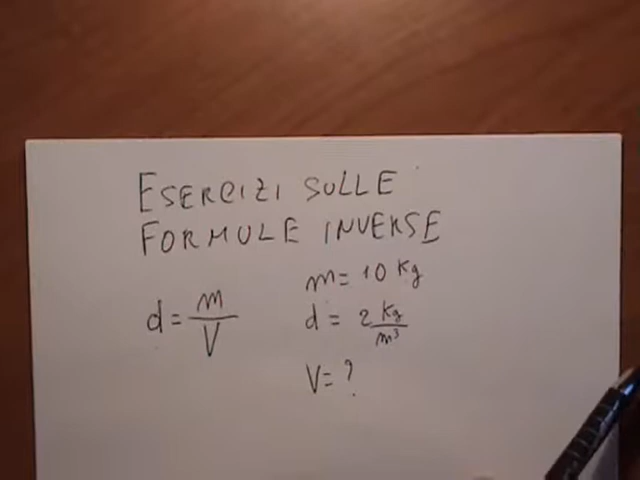 ESERCIZI SULLE
FORMULE INVERSE
d = m/V
m = 10 Kg
d = 2 Kg/m³
V = ?